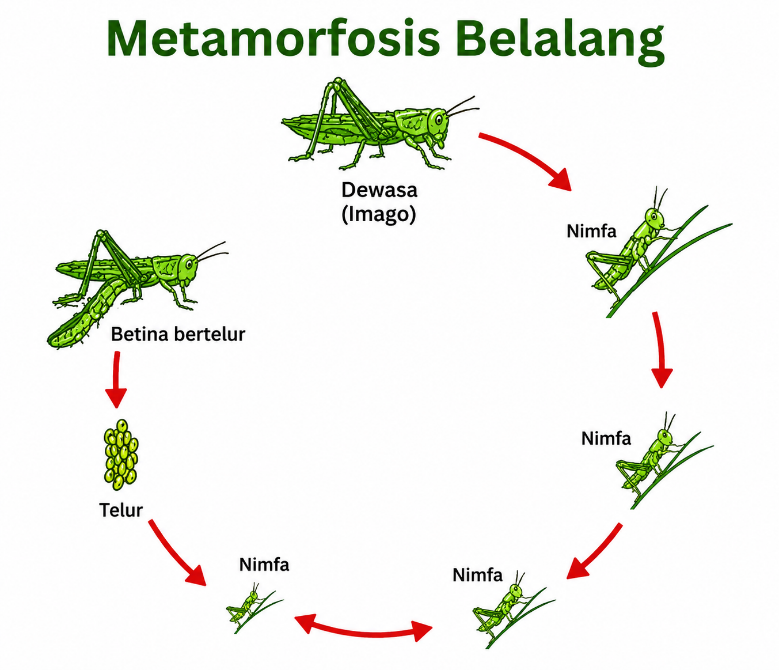 Metamorfosis Belalang
Dewasa
(Imago)
Nimfa
Betina bertelur
Nimfa
Telur
Nimfa
Nimfa